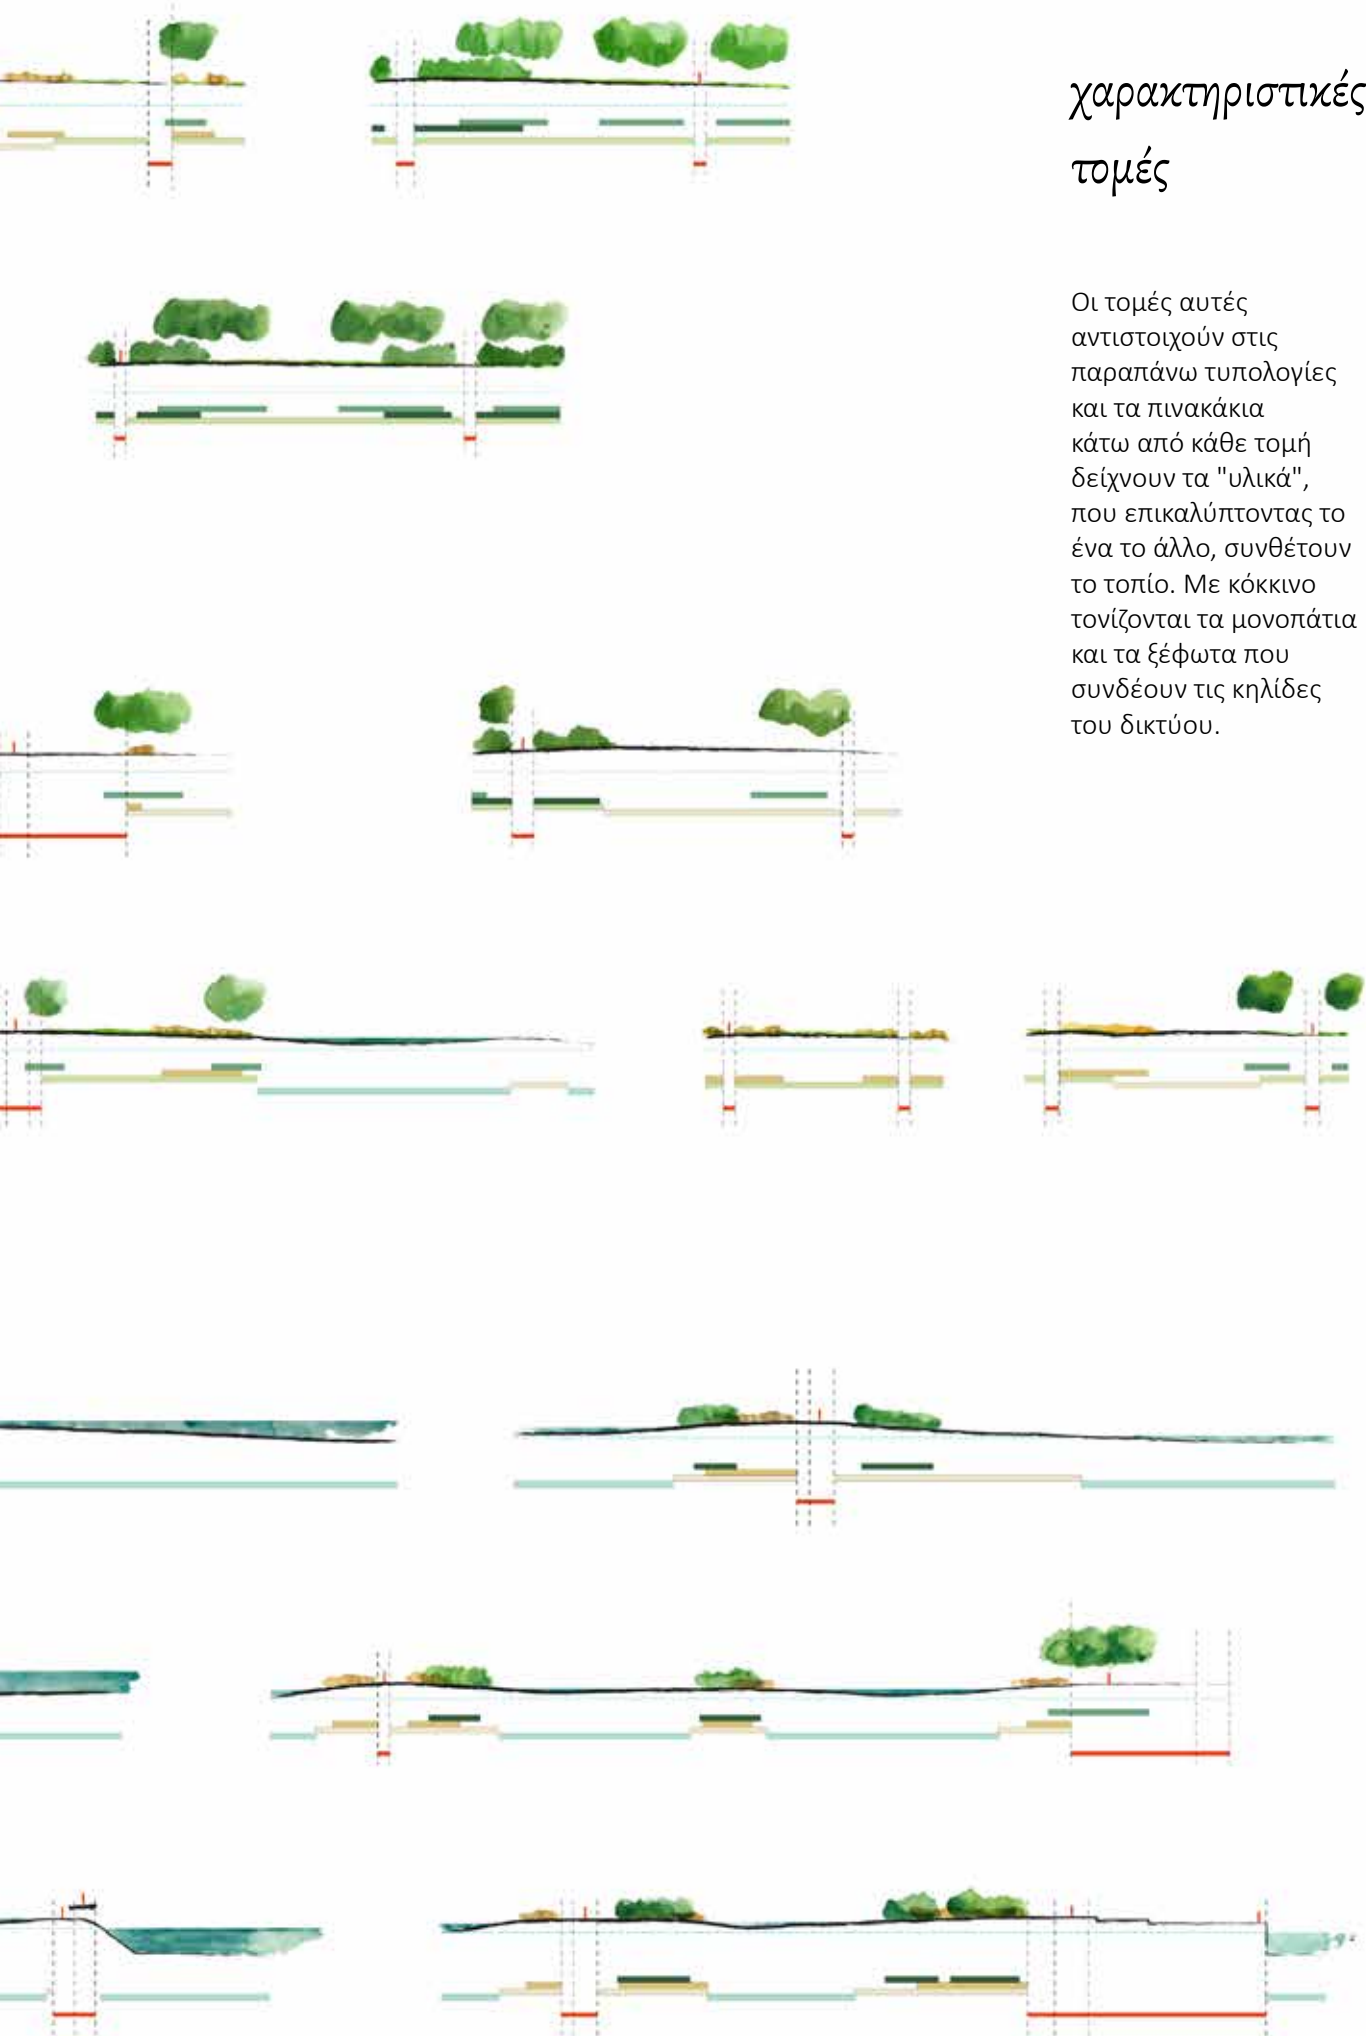 χαρακτηριστικές
τομές
Οι τομές αυτές
αντιστοιχούν στις
παραπάνω τυπολογίες
και τα πινακάκια
κάτω από κάθε τομή
δείχνουν τα "υλικά",
που επικαλύπτοντας το
ένα το άλλο, συνθέτουν
το τοπίο. Με κόκκινο
τονίζονται τα μονοπάτια
και τα ξέφωτα που
συνδέουν τις κηλίδες
του δικτύου.